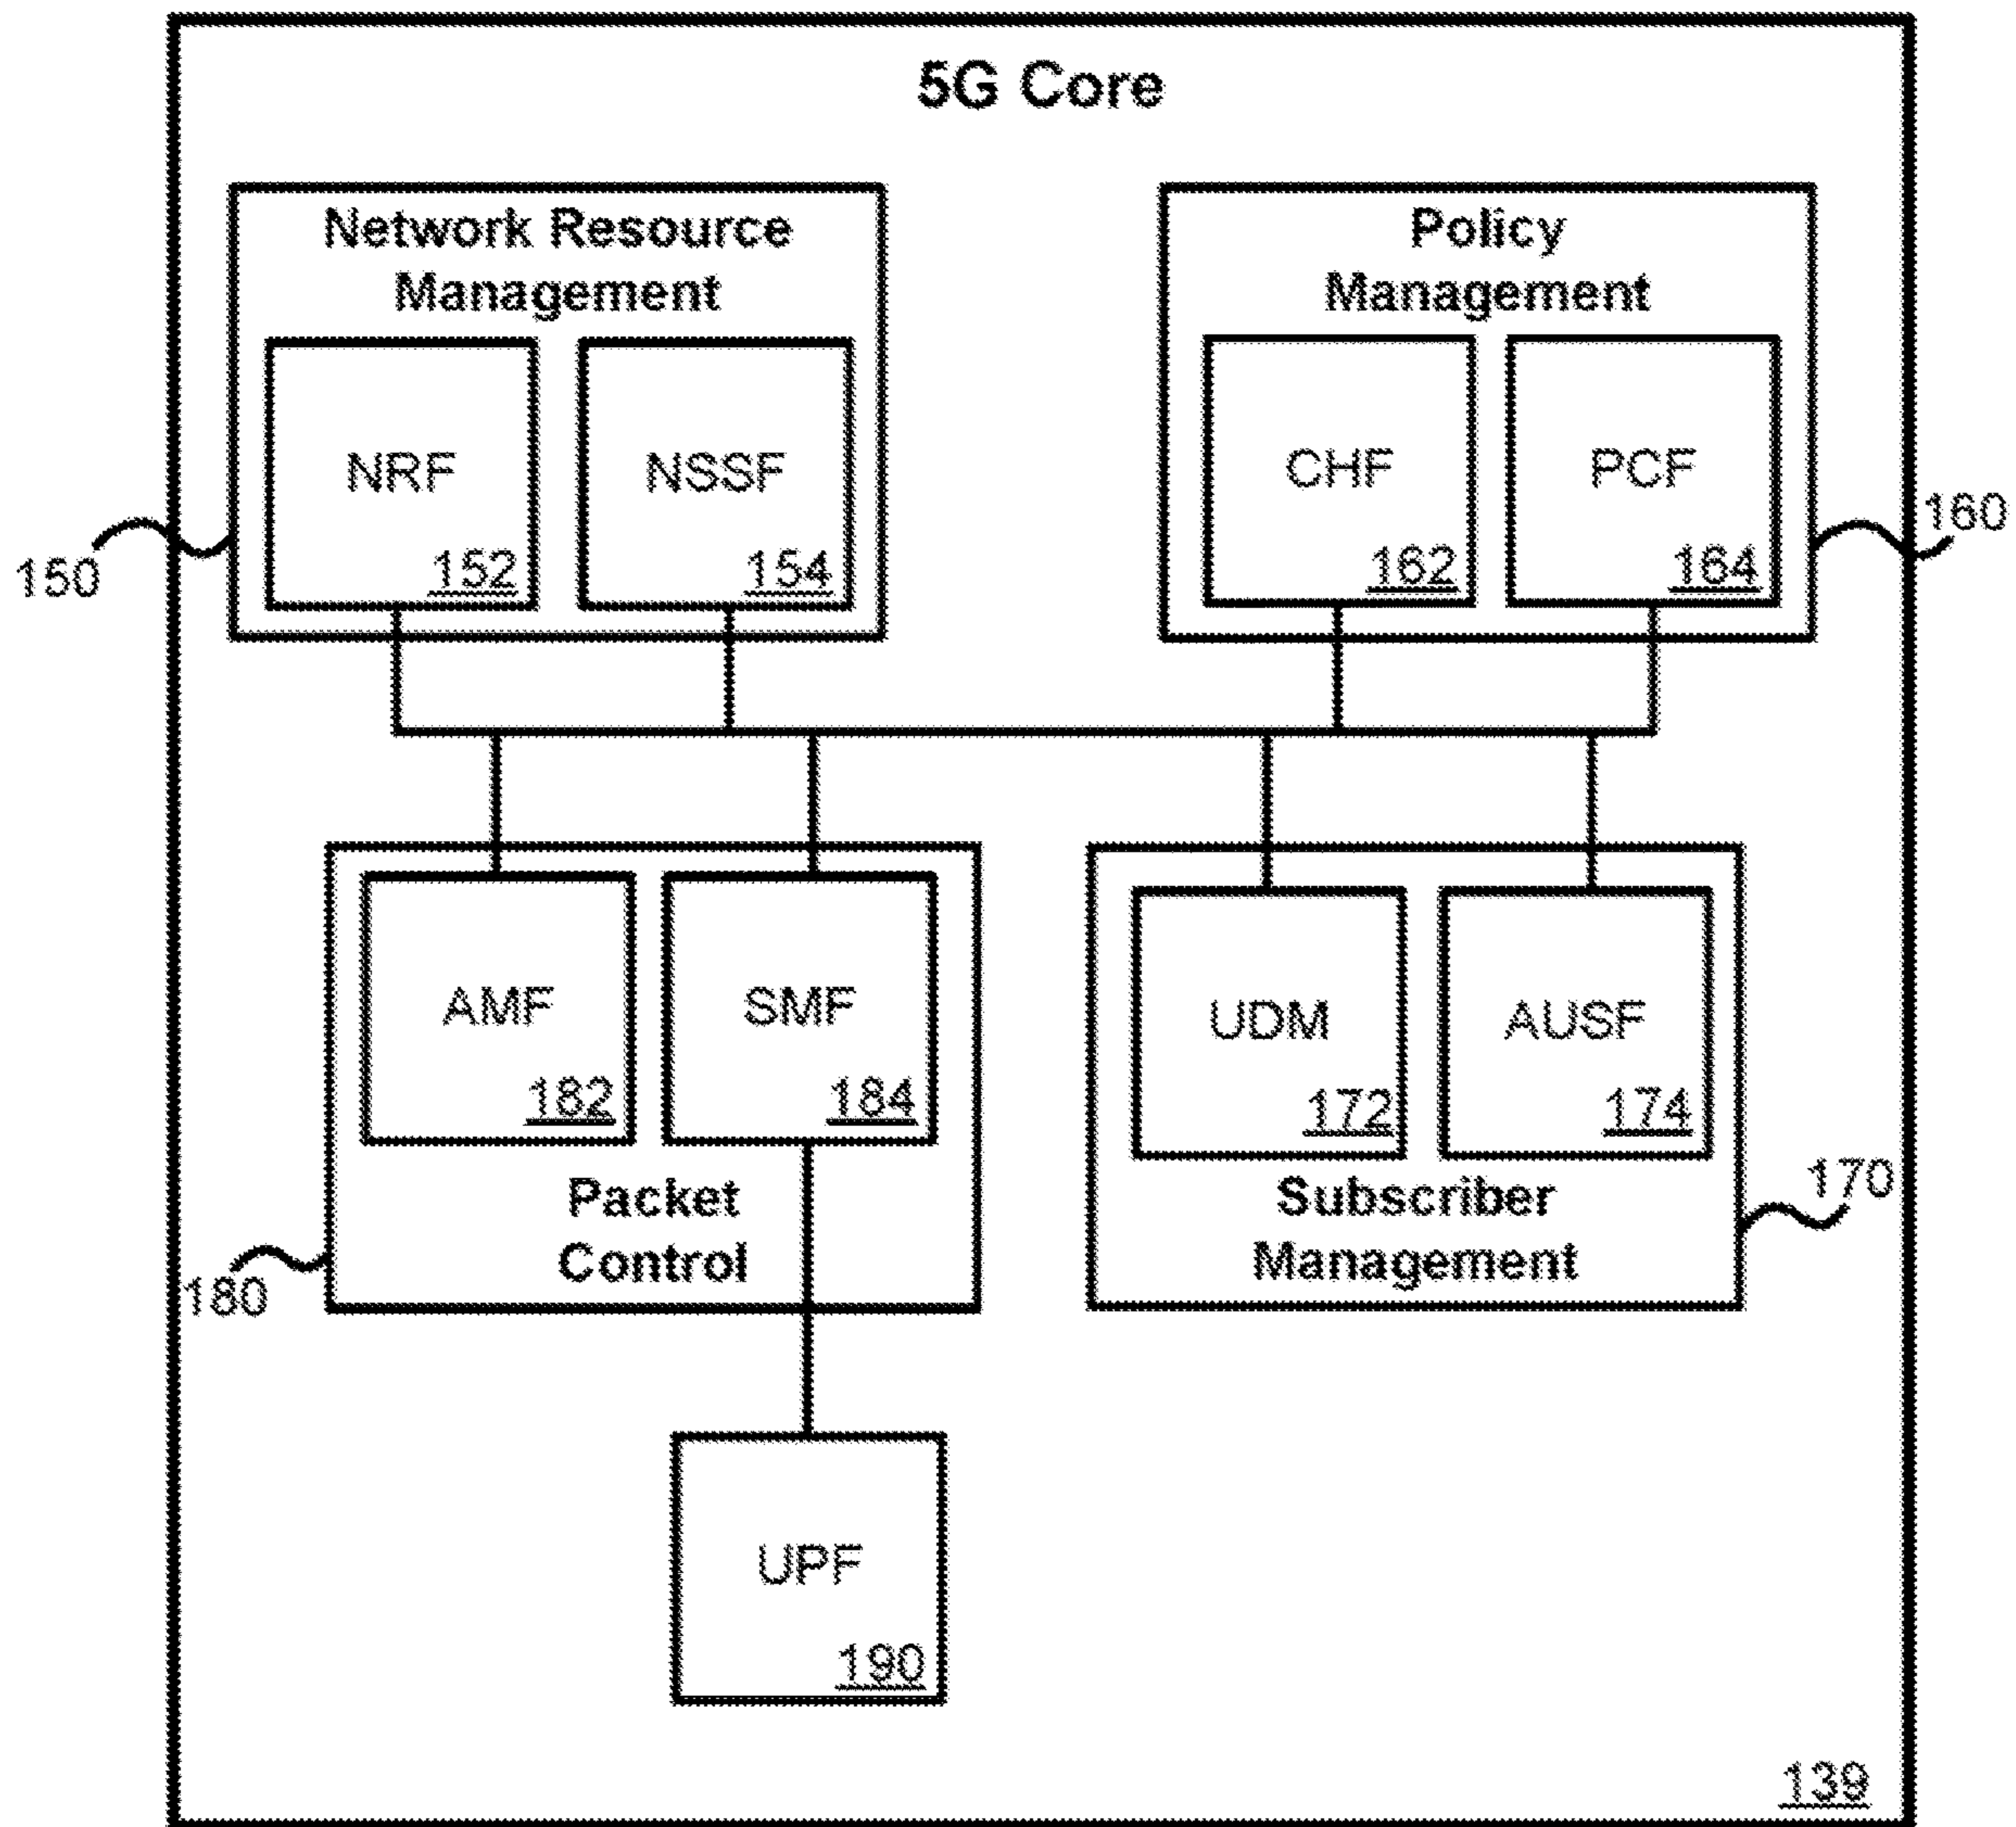 5G Core
Network Resource
Management
NRF
152
NSSF
154
150
Policy
Management
CHF
162
PCF
164
160
AMF
182
SMF
184
Packet
Control
180
UDM
172
AUSF
174
Subscriber
Management
170
UPF
190
139